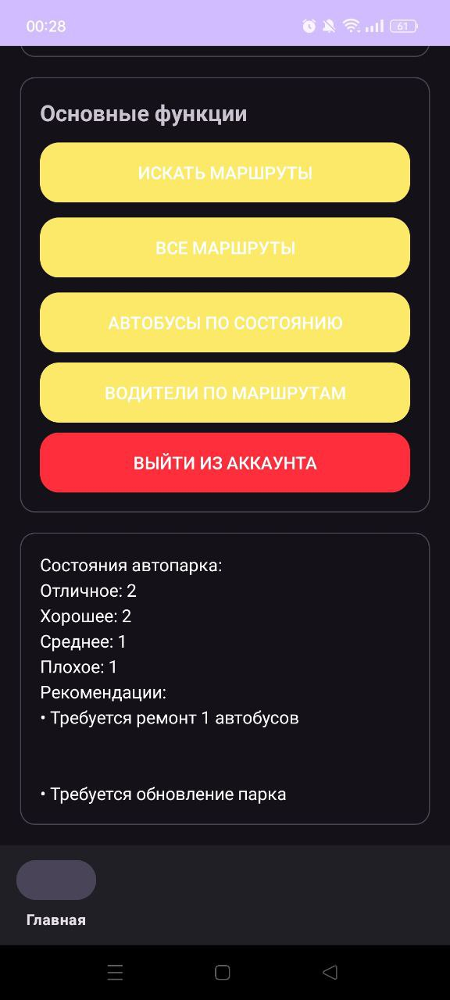 00:28
61
Основные функции
ИСКАТЬ МАРШРУТЫ
ВСЕ МАРШРУТЫ
АВТОБУСЫ ПО СОСТОЯНИЮ
ВОДИТЕЛИ ПО МАРШРУТАМ
ВЫЙТИ ИЗ АККАУНТА
Состояния автопарка:
Отличное: 2
Хорошее: 2
Среднее: 1
Плохое: 1
Рекомендации:
• Требуется ремонт 1 автобусов
• Требуется обновление парка
Главная